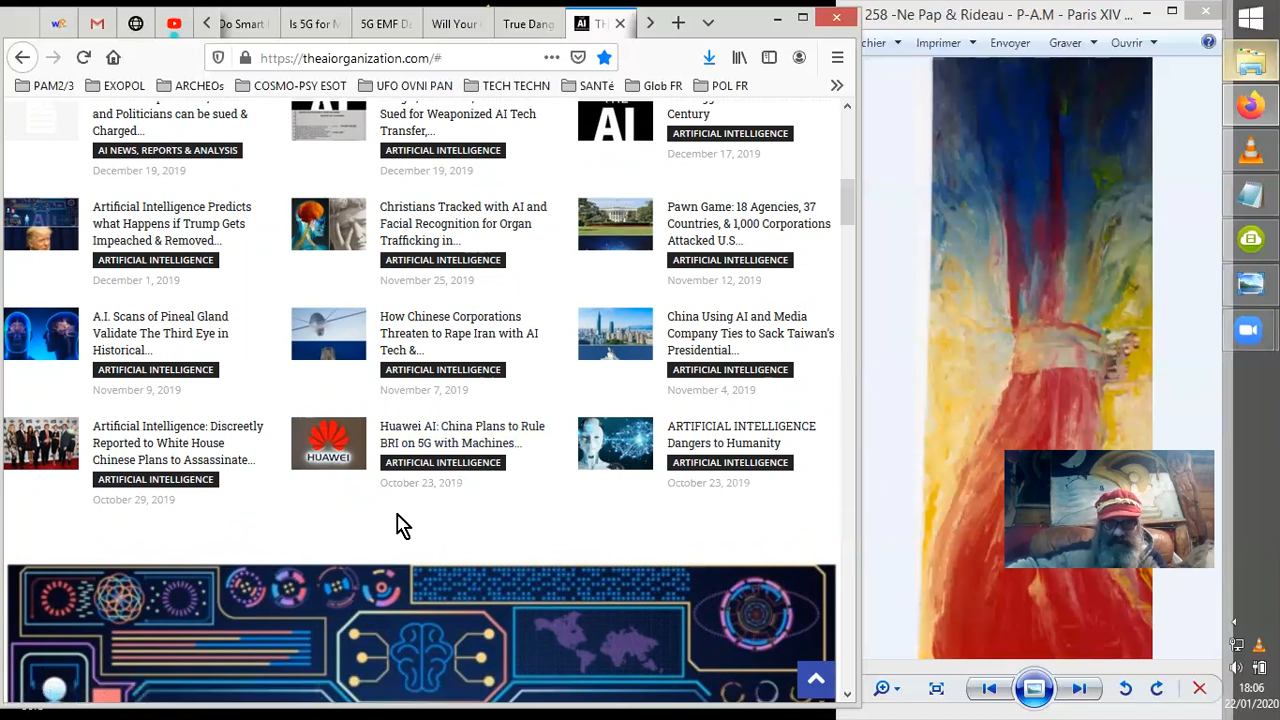 Do Smart
Is 5G for M
5G EMF D
Will Your
True Dang
TH
258 -Ne Pap & Rideau 1P-A.M - Paris XIV ...
https://theaiorganization.com/#
chier
Imprimer
Envoyer
Graver
Ouvrir
PAM2/3
EXOPOL
ARCHEOs
COSMO-PSY ESOT
UFO OVNI PAN
TECH TECHN
SANTé
Glob FR
POL FR
and Politicians can be sued &
Charged...
AI NEWS, REPORTS & ANALYSIS
December 19, 2019
Sued for Weaponized AI Tech
Transfer,...
ARTIFICIAL INTELLIGENCE
December 19, 2019
AI
Century
ARTIFICIAL INTELLIGENCE
December 17, 2019
Artificial Intelligence Predicts
what Happens if Trump Gets
Impeached & Removed...
ARTIFICIAL INTELLIGENCE
December 1, 2019
Christians Tracked with AI and
Facial Recognition for Organ
Trafficking in...
ARTIFICIAL INTELLIGENCE
November 25, 2019
Pawn Game: 18 Agencies, 37
Countries, & 1,000 Corporations
Attacked U.S...
ARTIFICIAL INTELLIGENCE
November 12, 2019
A.I. Scans of Pineal Gland
Validate The Third Eye in
Historical...
ARTIFICIAL INTELLIGENCE
November 9, 2019
How Chinese Corporations
Threaten to Rape Iran with AI
Tech &...
ARTIFICIAL INTELLIGENCE
November 7, 2019
China Using AI and Media
Company Ties to Sack Taiwan's
Presidential...
ARTIFICIAL INTELLIGENCE
November 4, 2019
Artificial Intelligence: Discreetly
Reported to White House
Chinese Plans to Assassinate...
ARTIFICIAL INTELLIGENCE
October 29, 2019
HUAWEI
Huawei AI: China Plans to Rule
BRI on 5G with Machines...
ARTIFICIAL INTELLIGENCE
October 23, 2019
ARTIFICIAL INTELLIGENCE
Dangers to Humanity
ARTIFICIAL INTELLIGENCE
October 23, 2019
18:06
22/01/2020